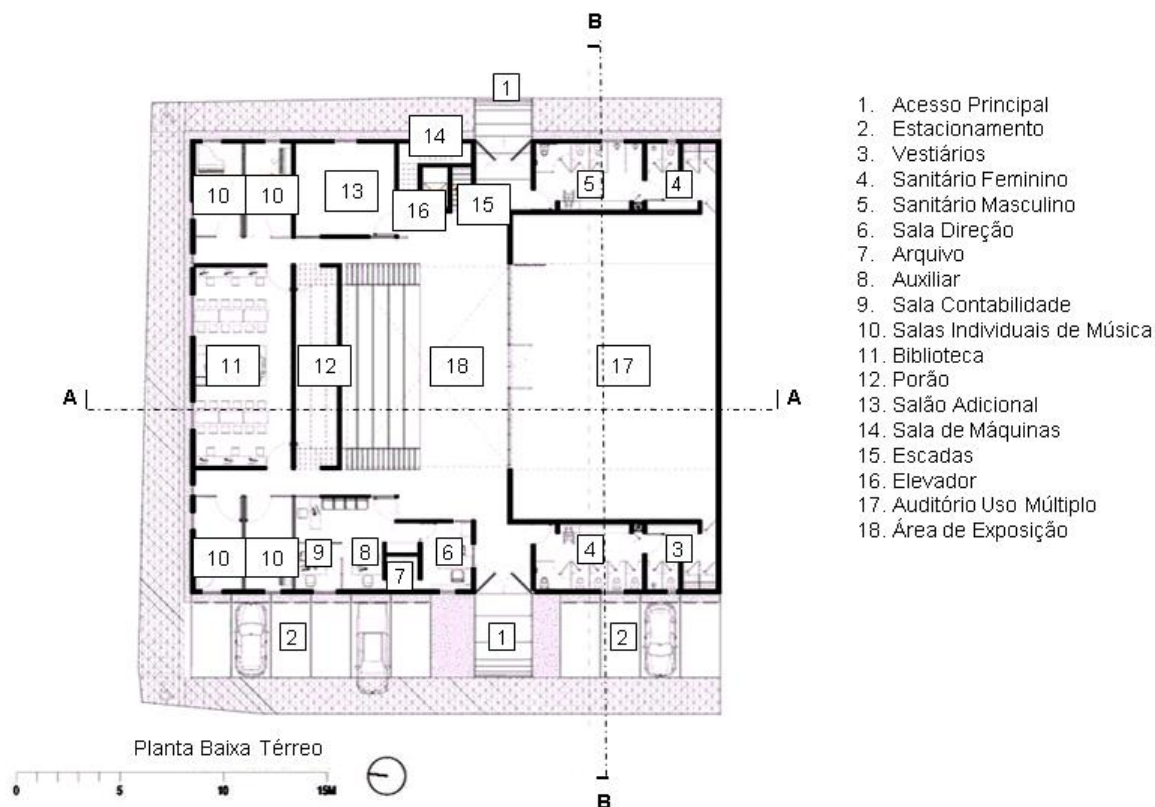 B
1
14
10
10
13
16
15
5
4
11
12
18
17
A
A
10
10
9
8
7
6
4
3
2
1
2
B
Planta Baixa Térreo
0 5 10 15M
1. Acesso Principal
2. Estacionamento
3. Vestiários
4. Sanitário Feminino
5. Sanitário Masculino
6. Sala Direção
7. Arquivo
8. Auxiliar
9. Sala Contabilidade
10. Salas Individuais de Música
11. Biblioteca
12. Porão
13. Salão Adicional
14. Sala de Máquinas
15. Escadas
16. Elevador
17. Auditório Uso Múltiplo
18. Área de Exposição